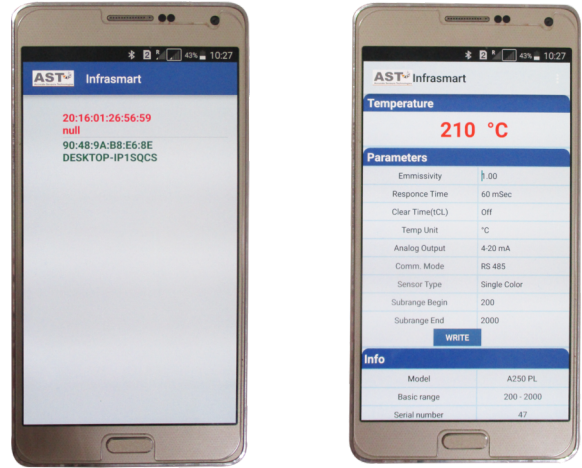 2 43% 10:27
AST Infrasmart
20:16:01:26:56:59
null
90:48:9A:B8:E6:8E
DESKTOP-IP1SQCS
2 43% 10:27
AST Infrasmart
Temperature
210 °C
Parameters
Emmissivity 1.00
Responce Time 60 mSec
Clear Time(tCL) Off
Temp Unit °C
Analog Output 4-20 mA
Comm. Mode RS 485
Sensor Type Single Color
Subrange Begin 200
Subrange End 2000
WRITE
Info
Model A250 PL
Basic range 200 - 2000
Serial number 47